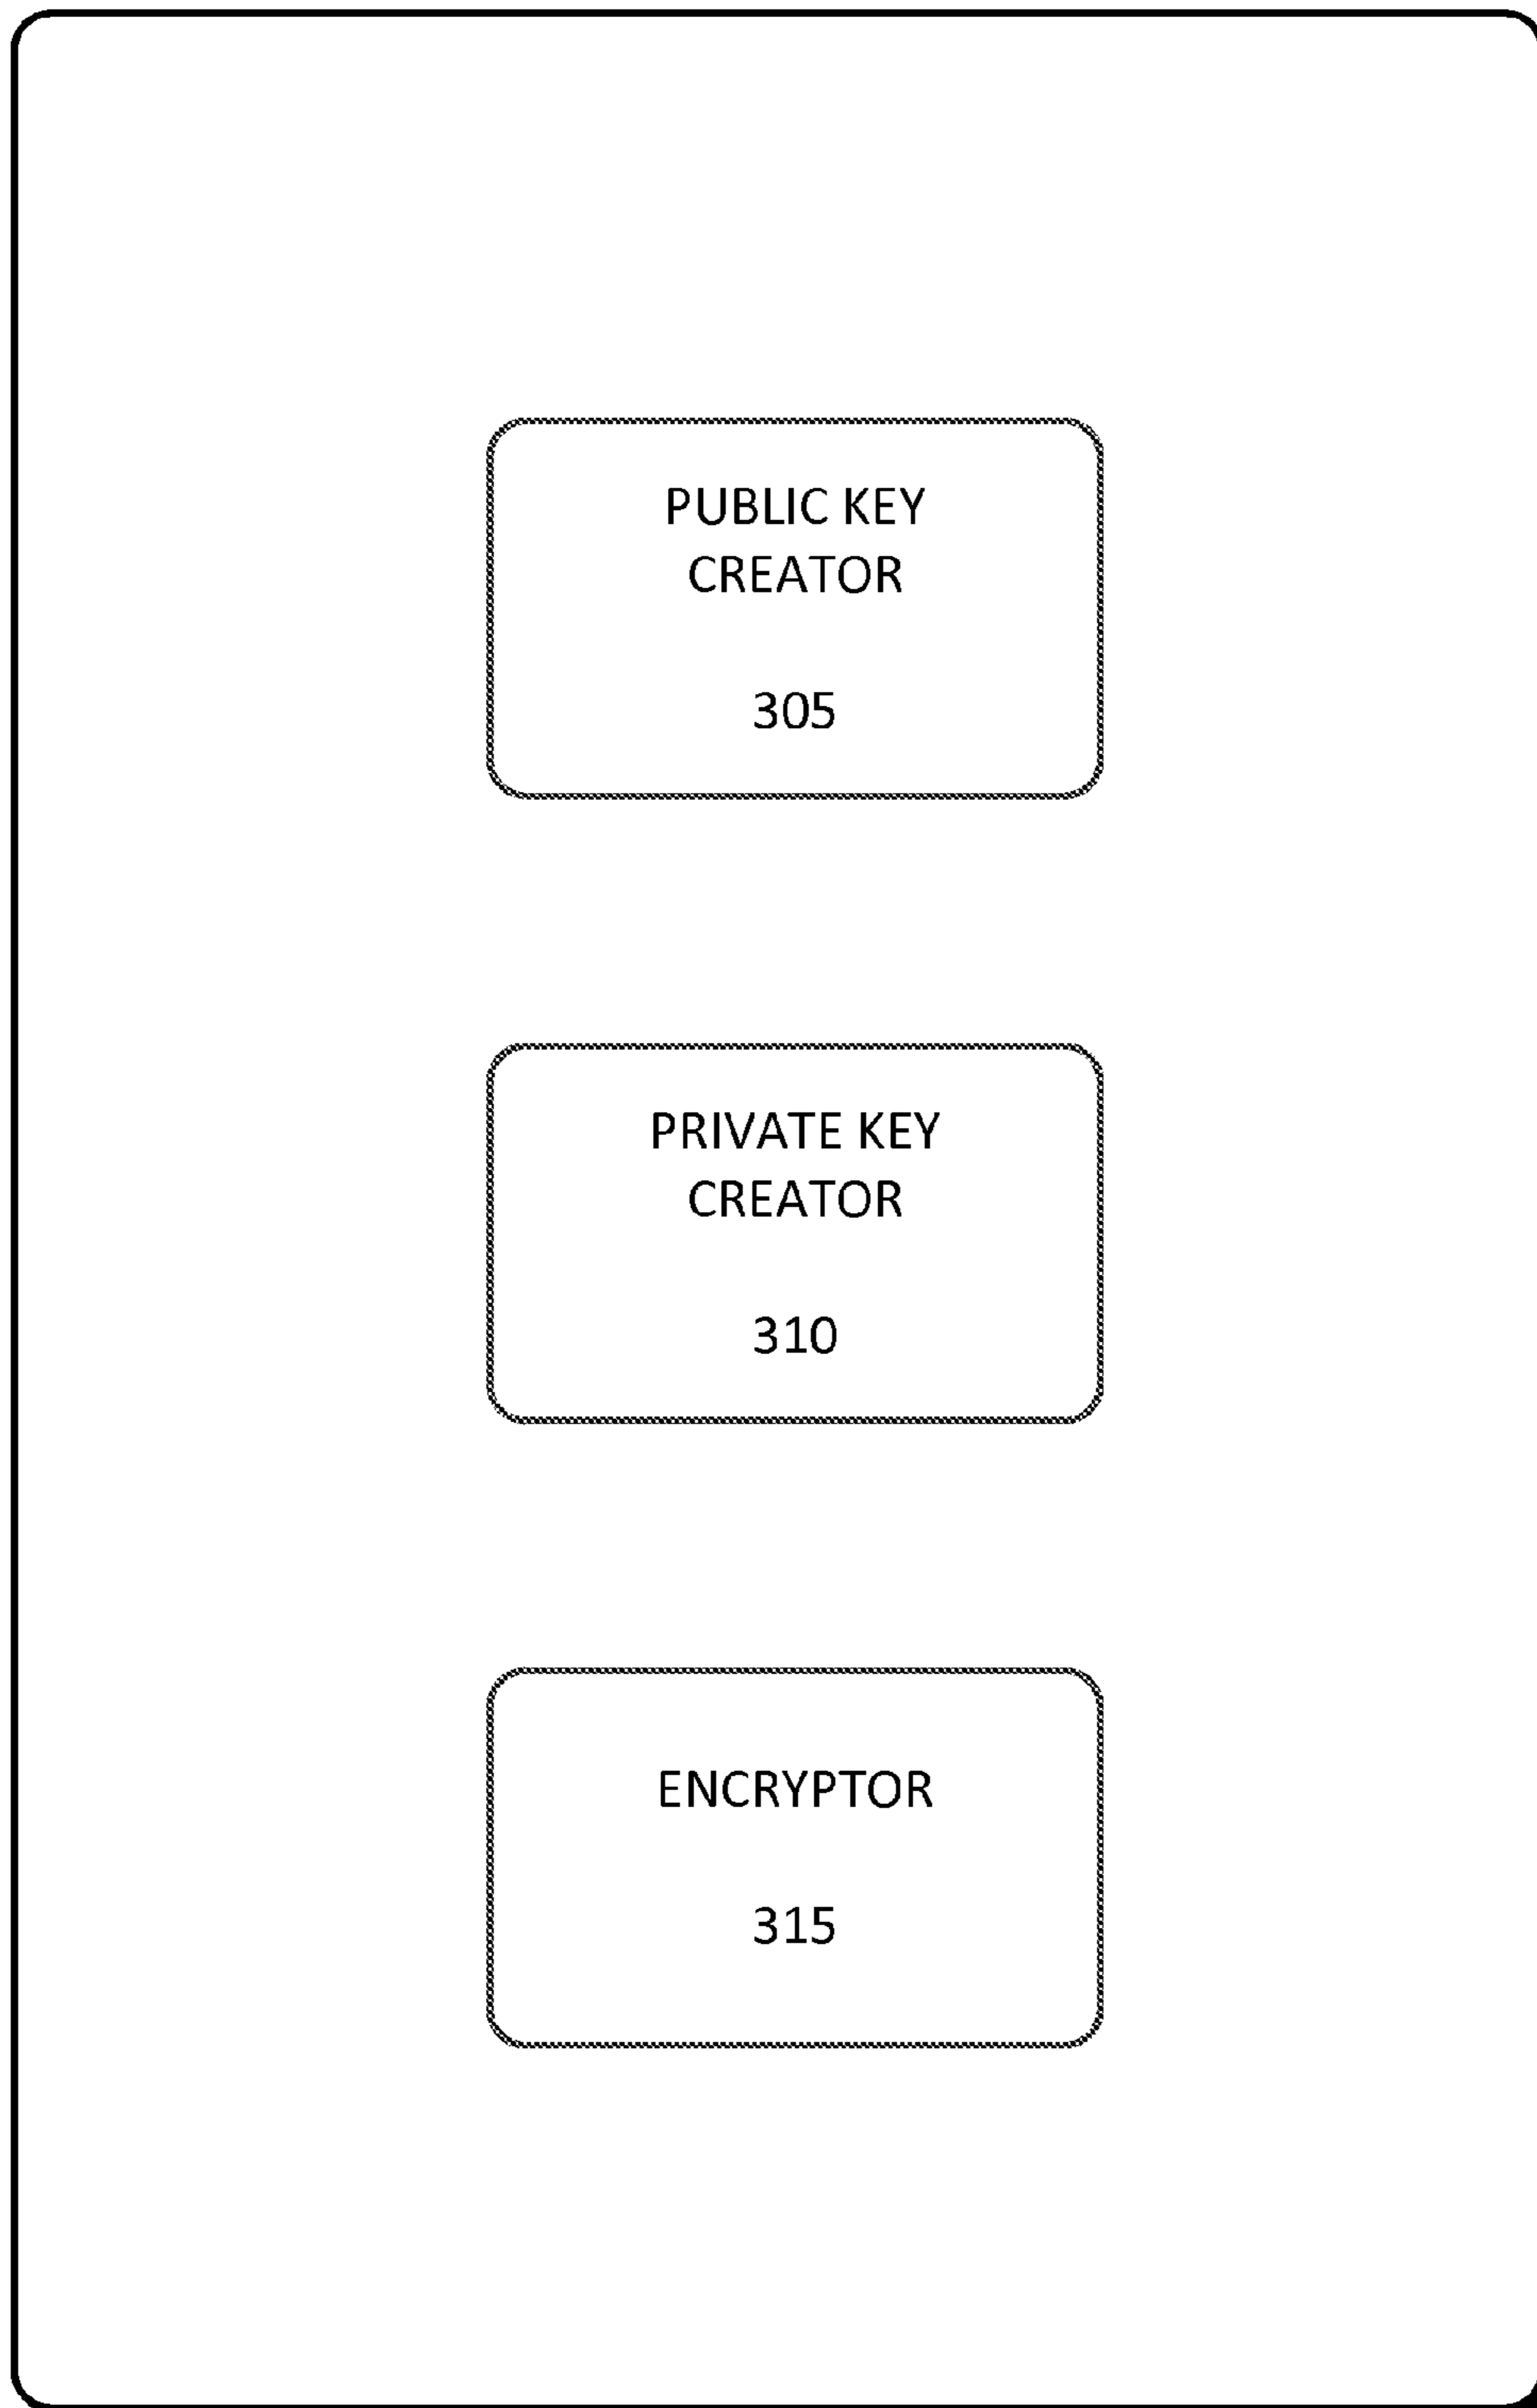 PUBLIC KEY
CREATOR
305
PRIVATE KEY
CREATOR
310
ENCRYPTOR
315